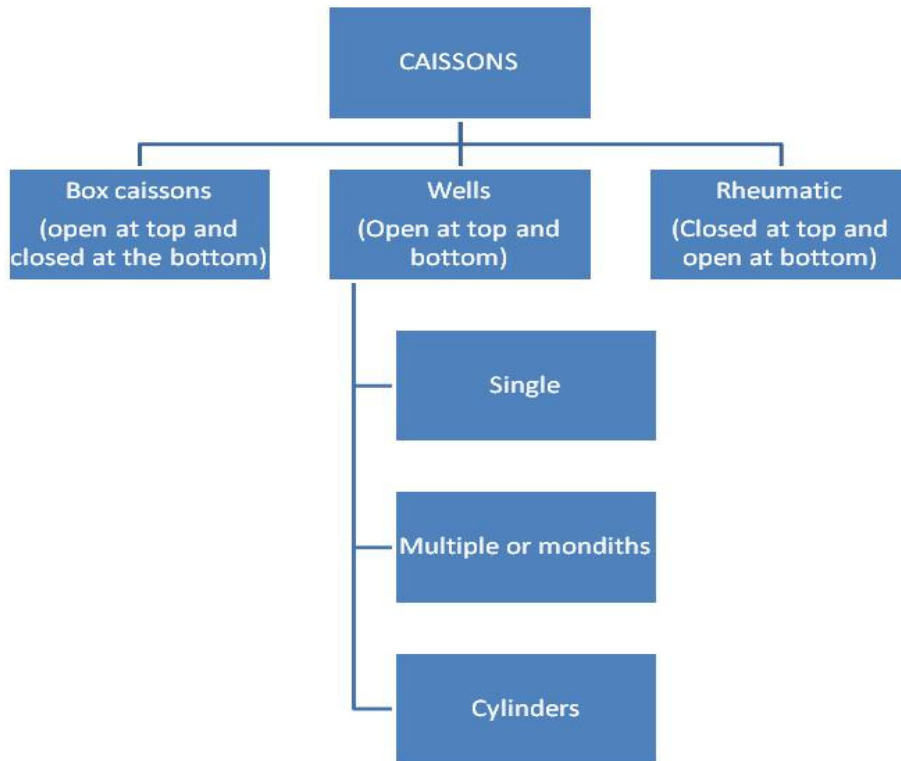 CAISSONS
Box caissons
(open at top and
closed at the bottom)
Wells
(Open at top and
bottom)
Rheumatic
(Closed at top and
open at bottom)
Single
Multiple or mondiths
Cylinders